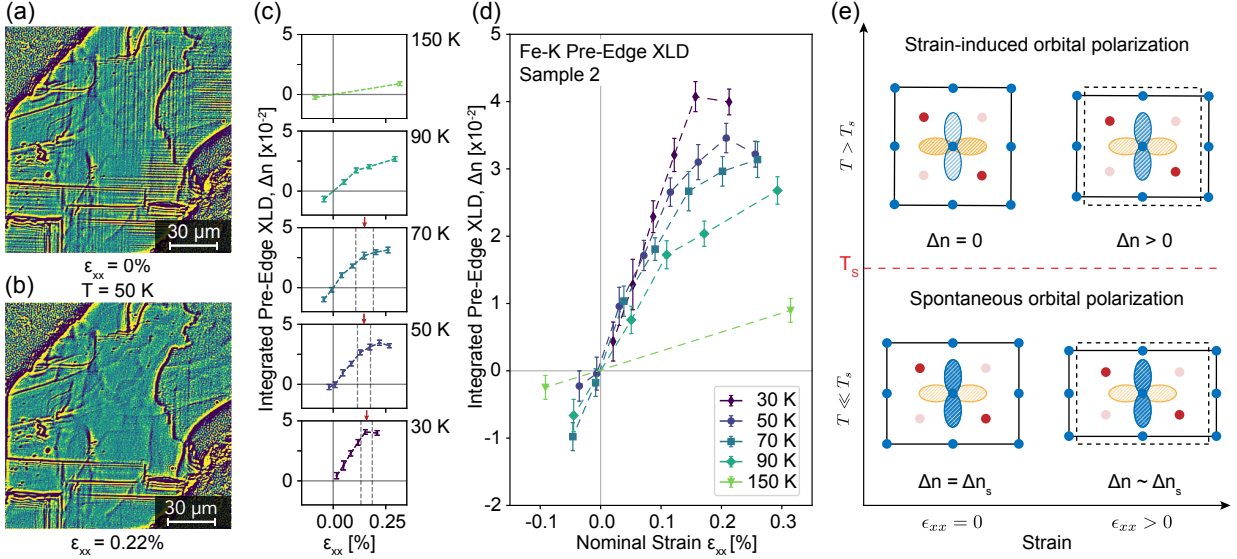 (a)
30 µm
ε_xx = 0%
T = 50 K
(b)
30 µm
ε_xx = 0.22%
(c)
Integrated Pre-Edge XLD, Δn [x10⁻²]
5
0
150 K
5
0
90 K
5
0
70 K
5
0
50 K
5
0
30 K
0.00
0.25
ε_xx [%]
(d)
Fe-K Pre-Edge XLD
Sample 2
Integrated Pre-Edge XLD, Δn [x10⁻²]
5
4
3
2
1
0
-1
-2
30 K
50 K
70 K
90 K
150 K
-0.1
0.0
0.1
0.2
0.3
Nominal Strain ε_xx [%]
(e)
Strain-induced orbital polarization
T > T_s
Δn = 0
Δn > 0
T_s
Spontaneous orbital polarization
T ≪ T_s
Δn = Δn_s
Δn ~ Δn_s
ϵ_xx = 0
ϵ_xx > 0
Strain